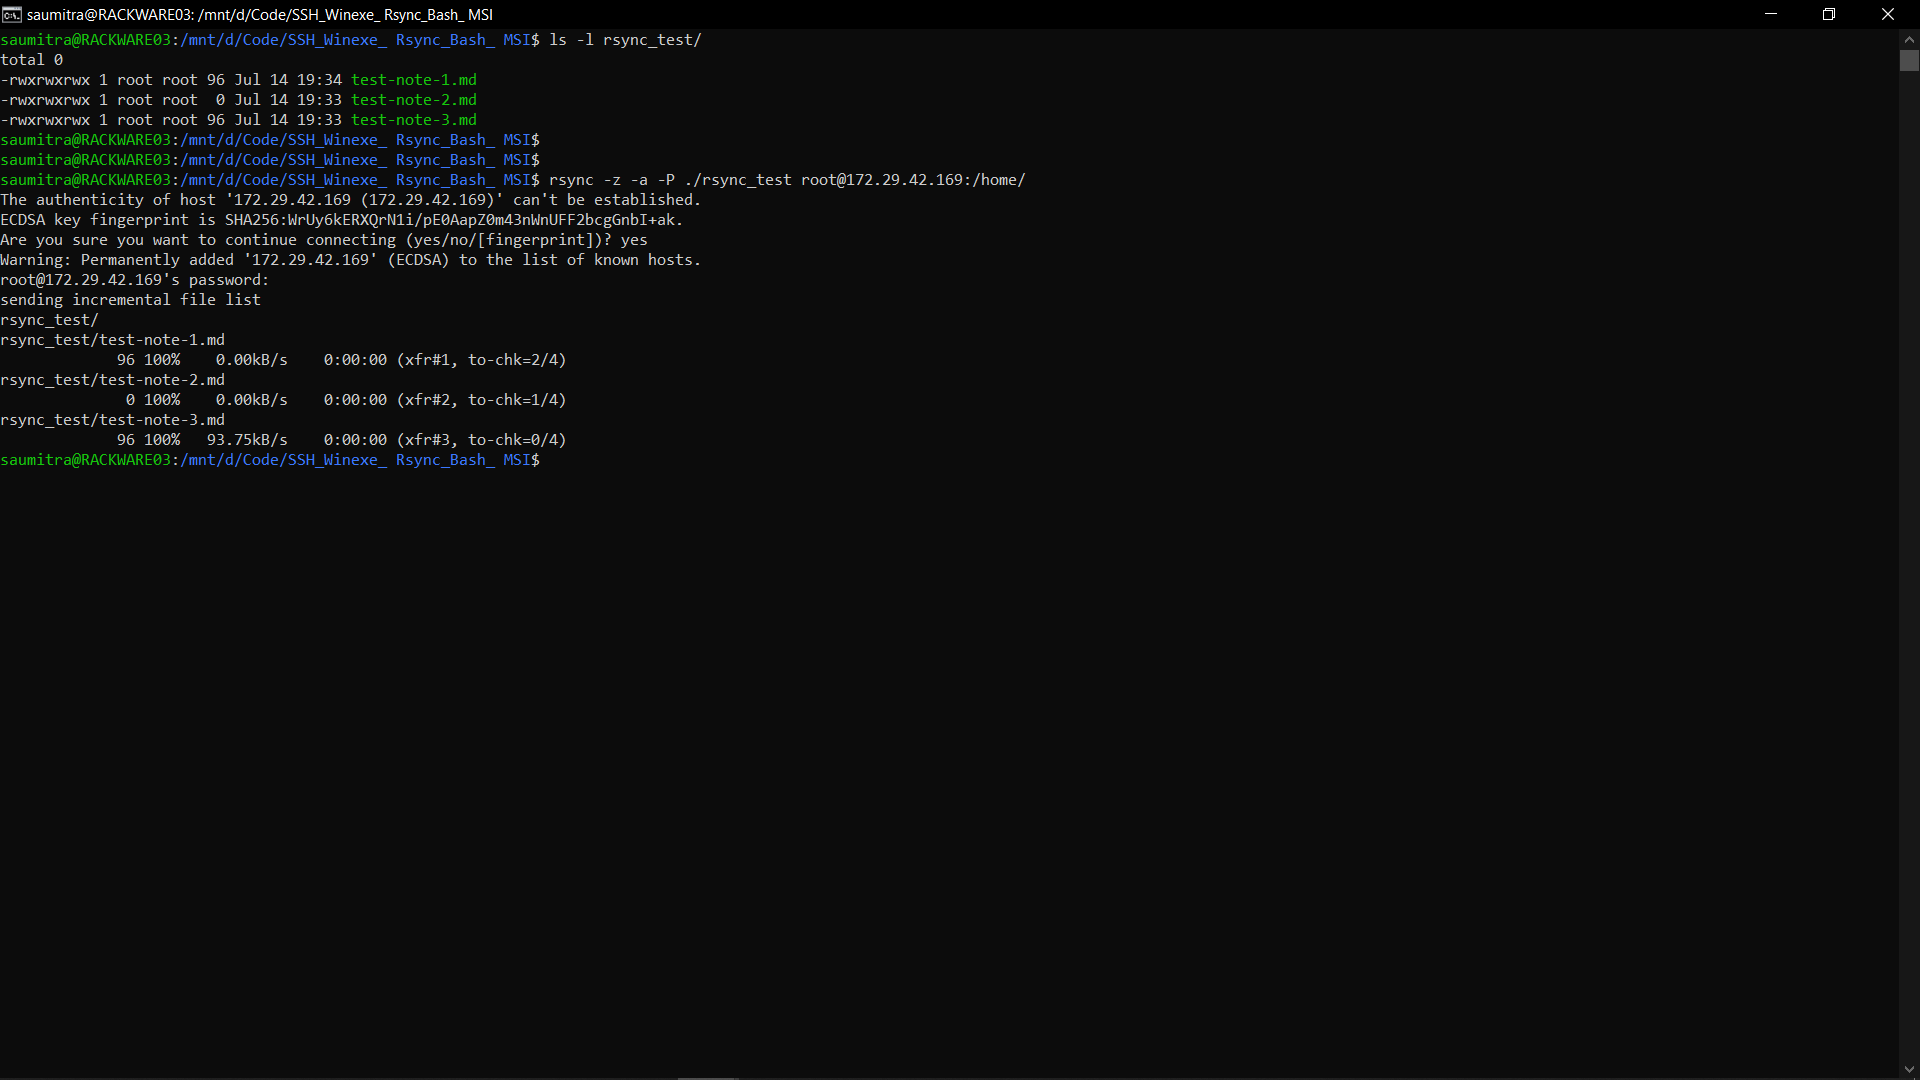 saumitra@RACKWARE03: /mnt/d/Code/SSH_Winexe_ Rsync_Bash_ MSI
saumitra@RACKWARE03:/mnt/d/Code/SSH_Winexe_ Rsync_Bash_ MSI$ ls -l rsync_test/
total 0
-rwxrwxrwx 1 root root 96 Jul 14 19:34 test-note-1.md
-rwxrwxrwx 1 root root  0 Jul 14 19:33 test-note-2.md
-rwxrwxrwx 1 root root 96 Jul 14 19:33 test-note-3.md
saumitra@RACKWARE03:/mnt/d/Code/SSH_Winexe_ Rsync_Bash_ MSI$
saumitra@RACKWARE03:/mnt/d/Code/SSH_Winexe_ Rsync_Bash_ MSI$
saumitra@RACKWARE03:/mnt/d/Code/SSH_Winexe_ Rsync_Bash_ MSI$ rsync -z -a -P ./rsync_test root@172.29.42.169:/home/
The authenticity of host '172.29.42.169 (172.29.42.169)' can't be established.
ECDSA key fingerprint is SHA256:WrUy6kERXQrN1i/pE0AapZ0m43nWnUFF2bcgGnbI+ak.
Are you sure you want to continue connecting (yes/no/[fingerprint])? yes
Warning: Permanently added '172.29.42.169' (ECDSA) to the list of known hosts.
root@172.29.42.169's password:
sending incremental file list
rsync_test/
rsync_test/test-note-1.md
             96 100%    0.00kB/s    0:00:00 (xfr#1, to-chk=2/4)
rsync_test/test-note-2.md
              0 100%    0.00kB/s    0:00:00 (xfr#2, to-chk=1/4)
rsync_test/test-note-3.md
             96 100%   93.75kB/s    0:00:00 (xfr#3, to-chk=0/4)
saumitra@RACKWARE03:/mnt/d/Code/SSH_Winexe_ Rsync_Bash_ MSI$